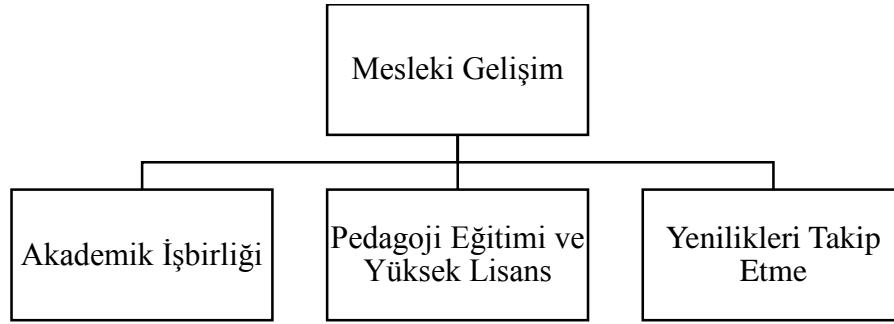 Mesleki Gelişim
Akademik İşbirliği
Pedagoji Eğitimi ve
Yüksek Lisans
Yenilikleri Takip
Etme